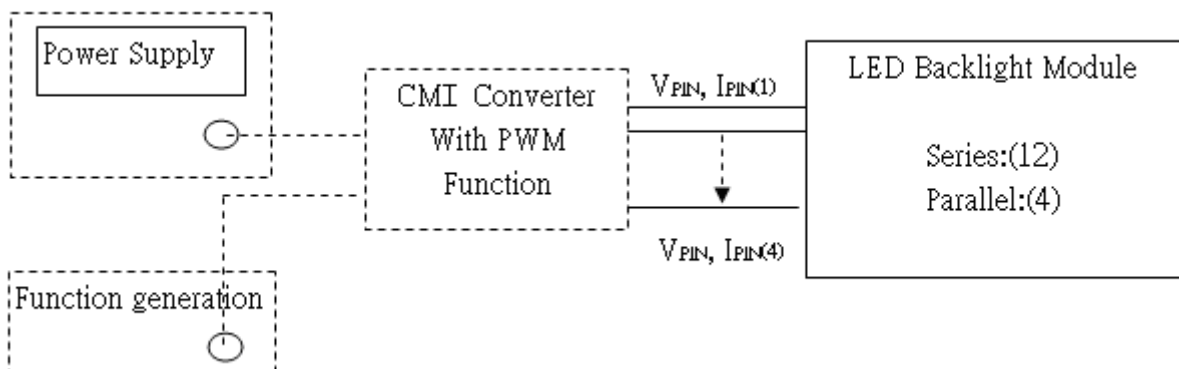 Power Supply
CMI Converter
With PWM
Function
VPIN, IPIN(1)
VPIN, IPIN(4)
LED Backlight Module
Series:(12)
Parallel:(4)
Function generation